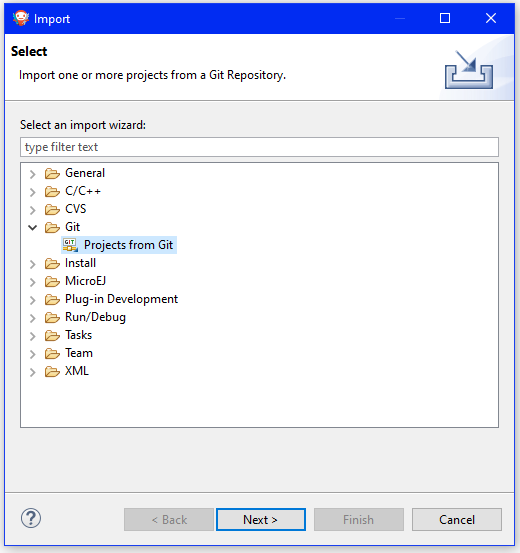 Import
Select
Import one or more projects from a Git Repository.
Select an import wizard:
type filter text
General
C/C++
CVS
Git
GIT Projects from Git
Install
MicroEJ
Plug-in Development
Run/Debug
Tasks
Team
XML
? < Back Next > Finish Cancel